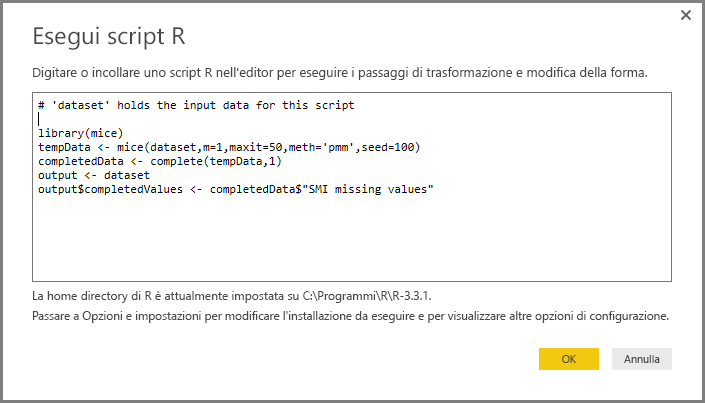 Esegui script R
Digitare o incollare uno script R nell'editor per eseguire i passaggi di trasformazione e modifica della forma.
# 'dataset' holds the input data for this script
library(mice)
tempData <- mice(dataset,m=1,maxit=50,meth='pmm',seed=100)
completedData <- complete(tempData,1)
output <- dataset
output$completedValues <- completedData$"SMI missing values"
La home directory di R è attualmente impostata su C:\Programmi\R\R-3.3.1.
Passare a Opzioni e impostazioni per modificare l'installazione da eseguire e per visualizzare altre opzioni di configurazione.
OK
Annulla